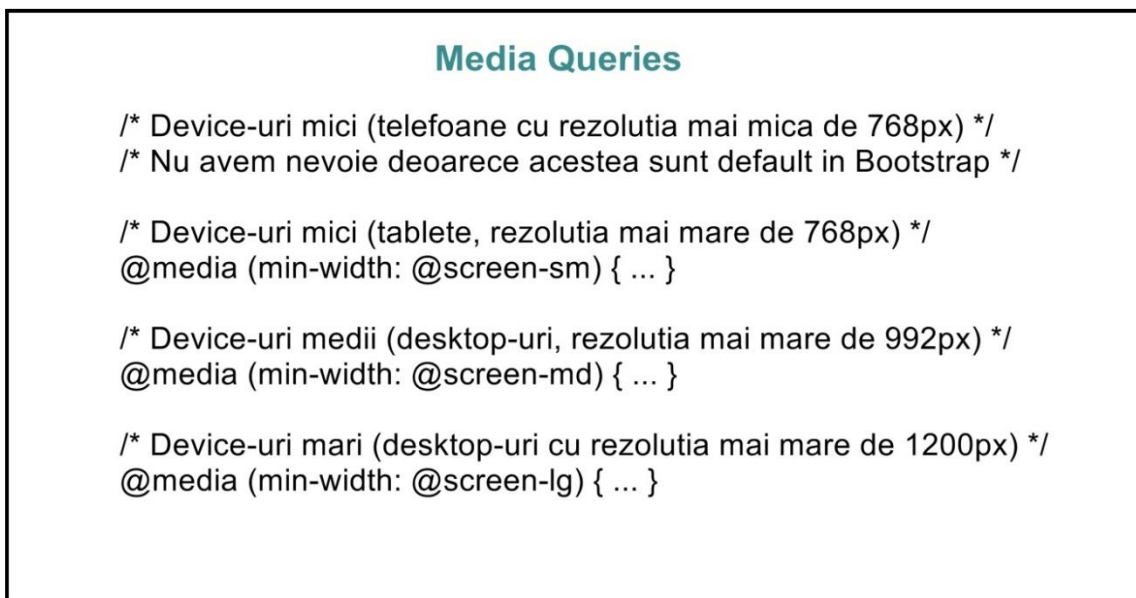 Media Queries
/* Device-uri mici (telefoane cu rezolutia mai mica de 768px) */
/* Nu avem nevoie deoarece acestea sunt default in Bootstrap */
/* Device-uri mici (tablete, rezolutia mai mare de 768px) */
@media (min-width: @screen-sm) { ... }
/* Device-uri medii (desktop-uri, rezolutia mai mare de 992px) */
@media (min-width: @screen-md) { ... }
/* Device-uri mari (desktop-uri cu rezolutia mai mare de 1200px) */
@media (min-width: @screen-lg) { ... }